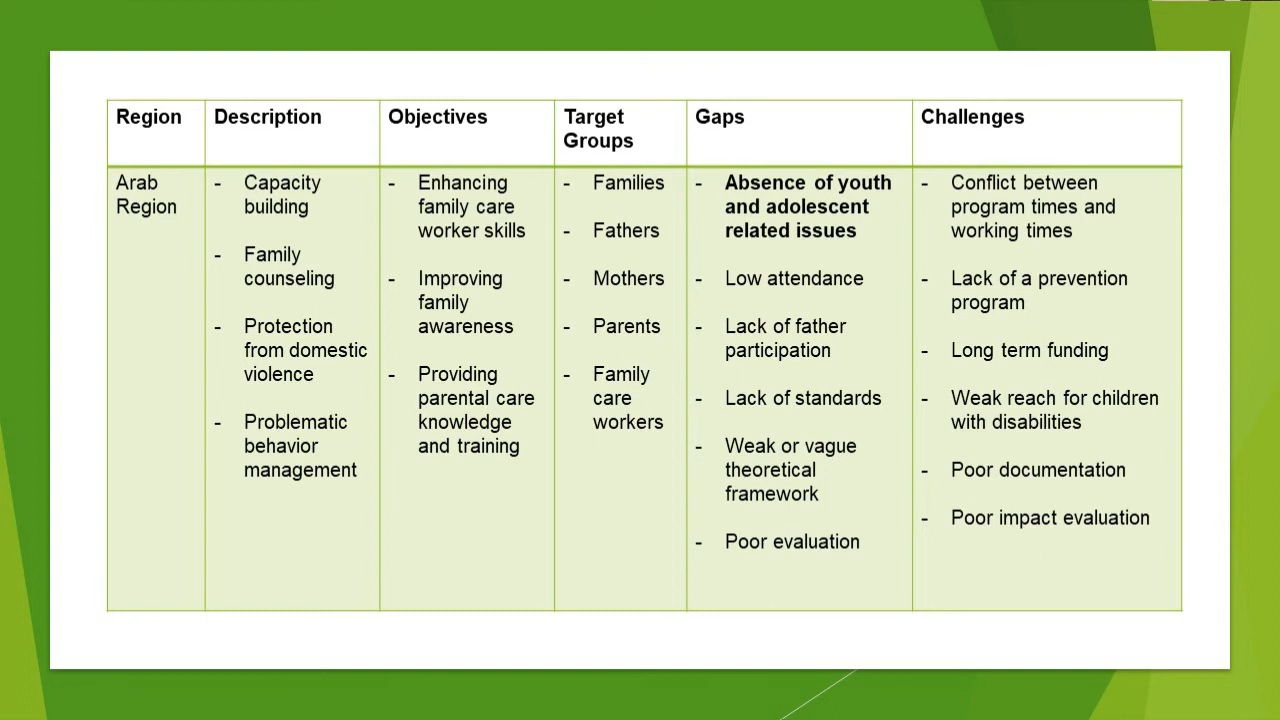 Region
Description
Objectives
Target
Groups
Gaps
Challenges
Arab
Region
- Capacity
building
- Family
counseling
- Protection
from domestic
violence
- Problematic
behavior
management
- Enhancing
family care
worker skills
- Improving
family
awareness
- Providing
parental care
knowledge
and training
- Families
- Fathers
- Mothers
- Parents
- Family
care
workers
- Absence of youth
and adolescent
related issues
- Low attendance
- Lack of father
participation
- Lack of standards
- Weak or vague
theoretical
framework
- Poor evaluation
- Conflict between
program times and
working times
- Lack of a prevention
program
- Long term funding
- Weak reach for children
with disabilities
- Poor documentation
- Poor impact evaluation